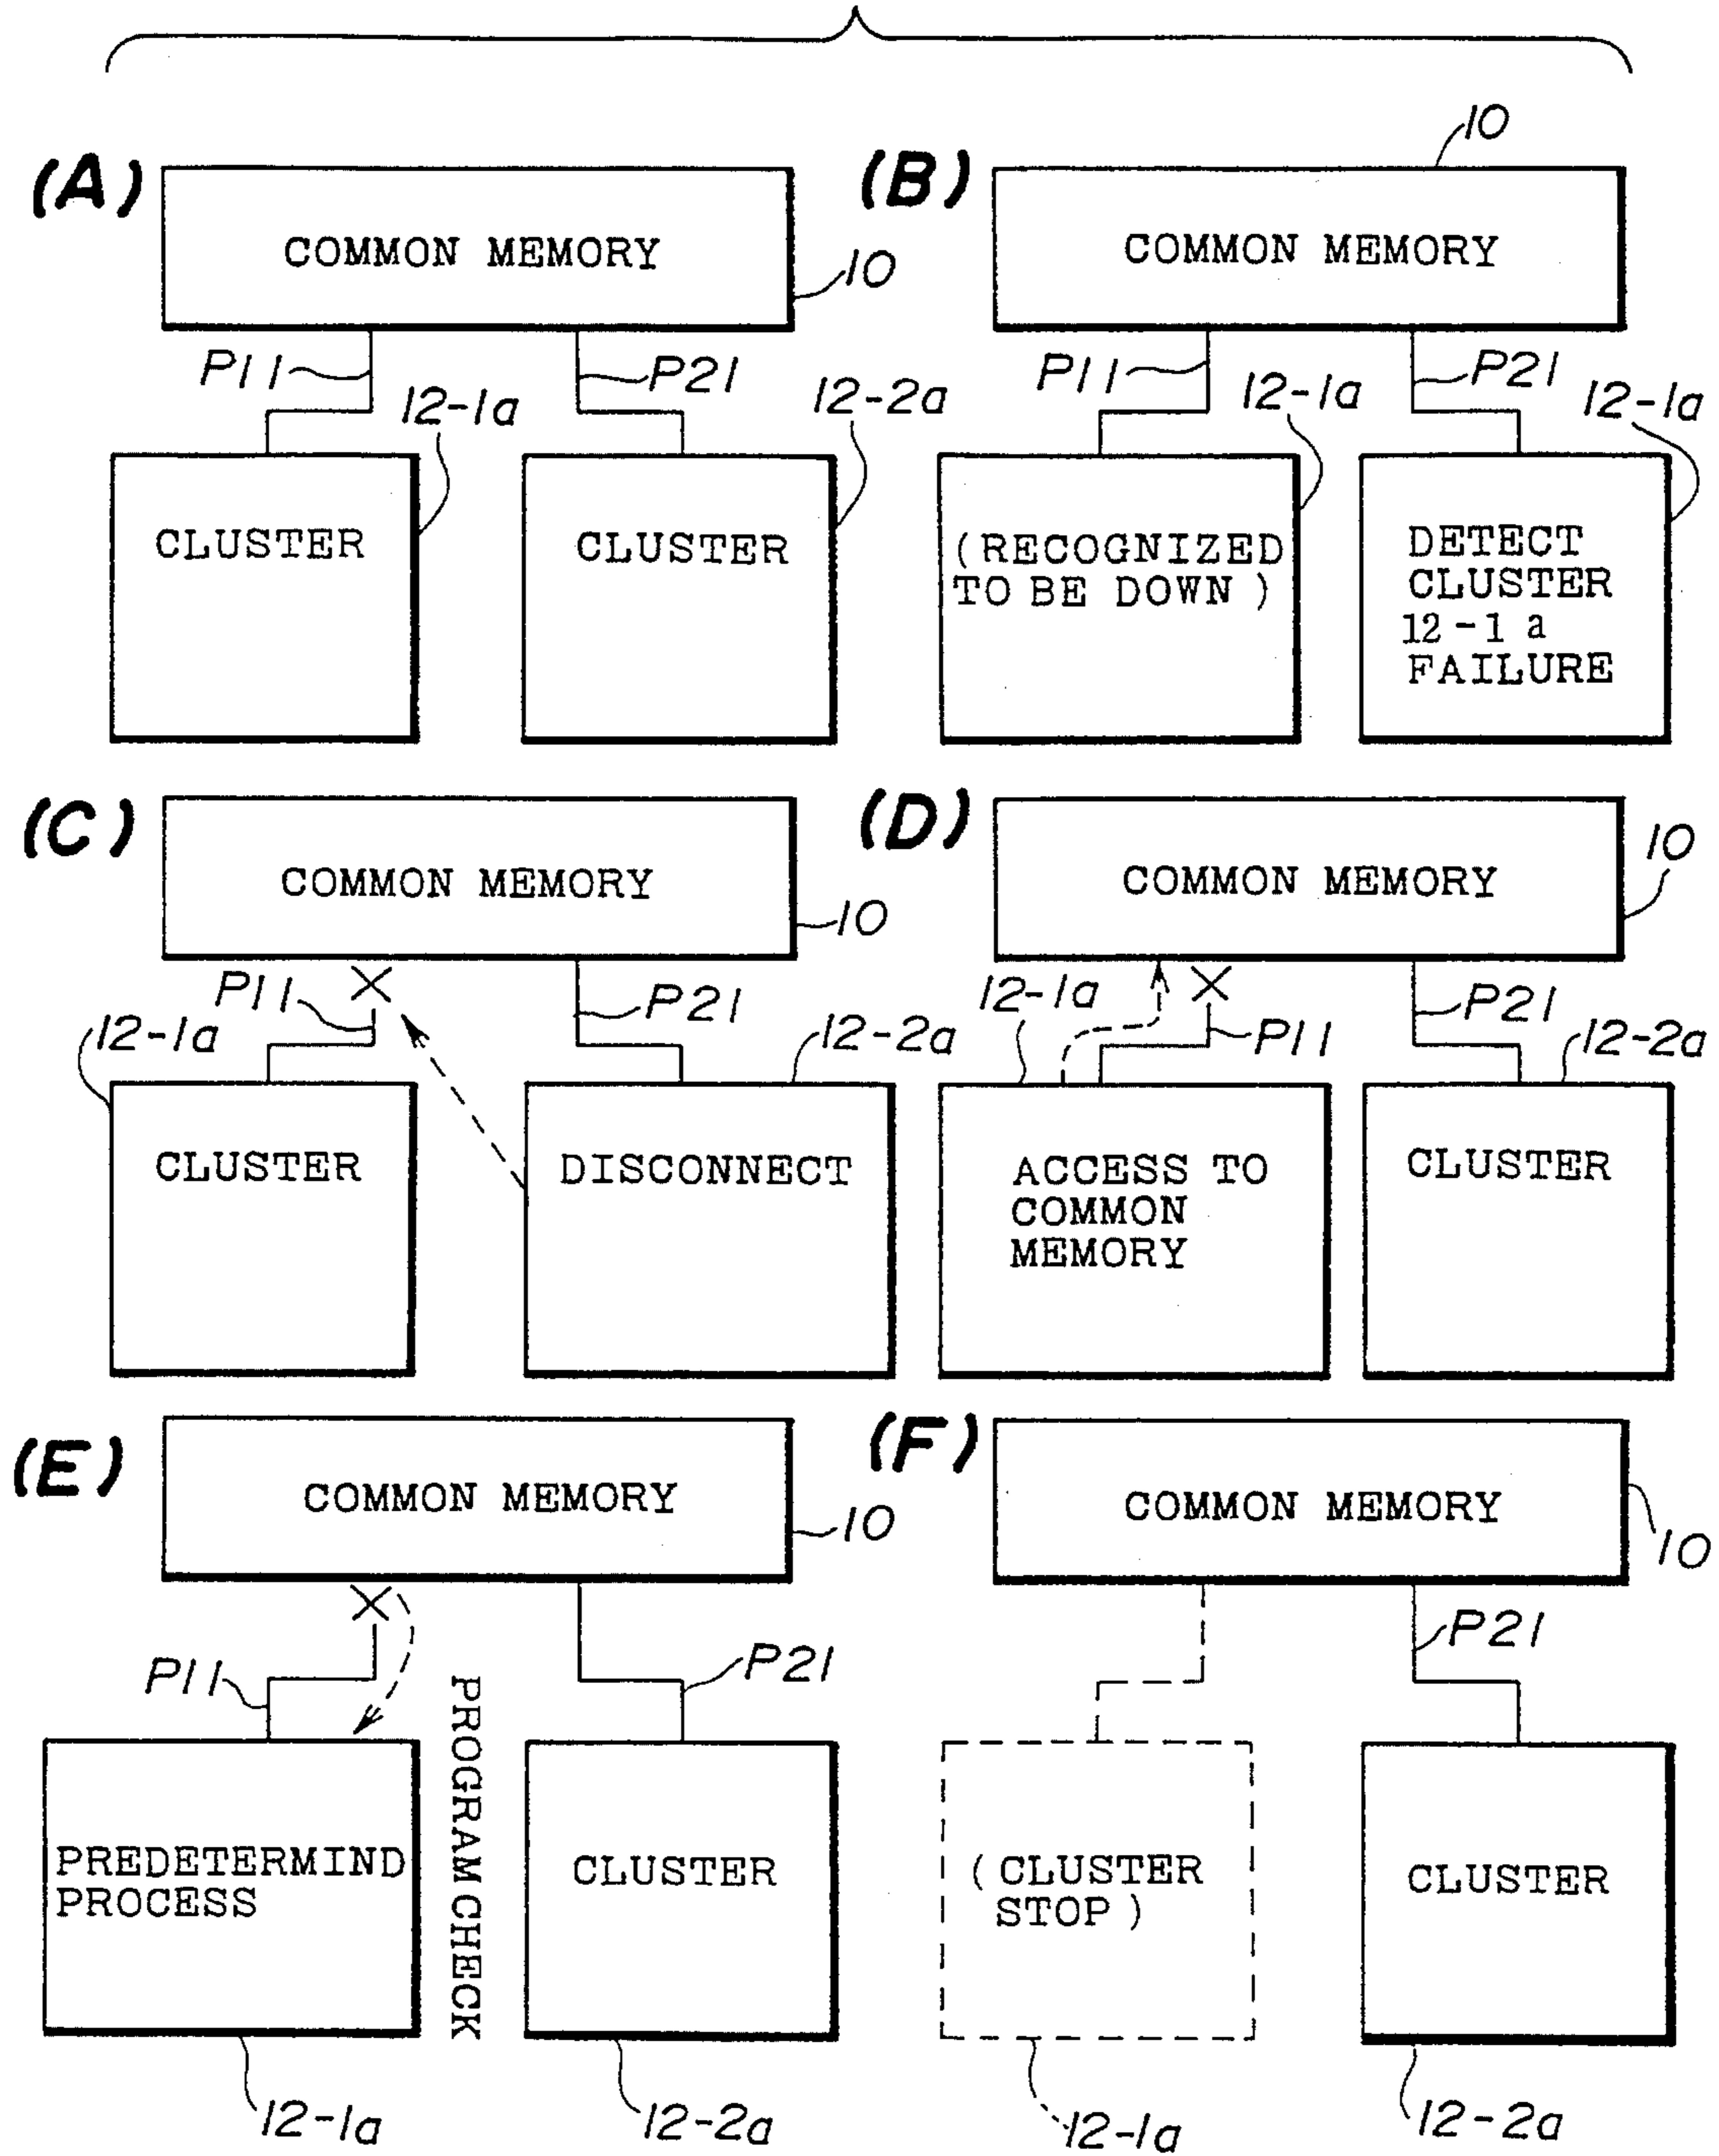 (A)
COMMON MEMORY
10
P11
P21
12-1a
12-2a
CLUSTER
CLUSTER
(B)
10
COMMON MEMORY
P11
P21
12-1a
12-1a
(RECOGNIZED
TO BE DOWN)
DETECT
CLUSTER
12-1a
FAILURE
(C)
COMMON MEMORY
10
P11
P21
12-1a
12-2a
CLUSTER
DISCONNECT
(D)
COMMON MEMORY
10
12-1a
P11
P21
12-2a
ACCESS TO
COMMON
MEMORY
CLUSTER
(E)
COMMON MEMORY
10
P11
P21
PROGRAM CHECK
PREDETERMIND
PROCESS
CLUSTER
12-1a
12-2a
(F)
COMMON MEMORY
10
P21
(CLUSTER
STOP)
CLUSTER
12-1a
12-2a